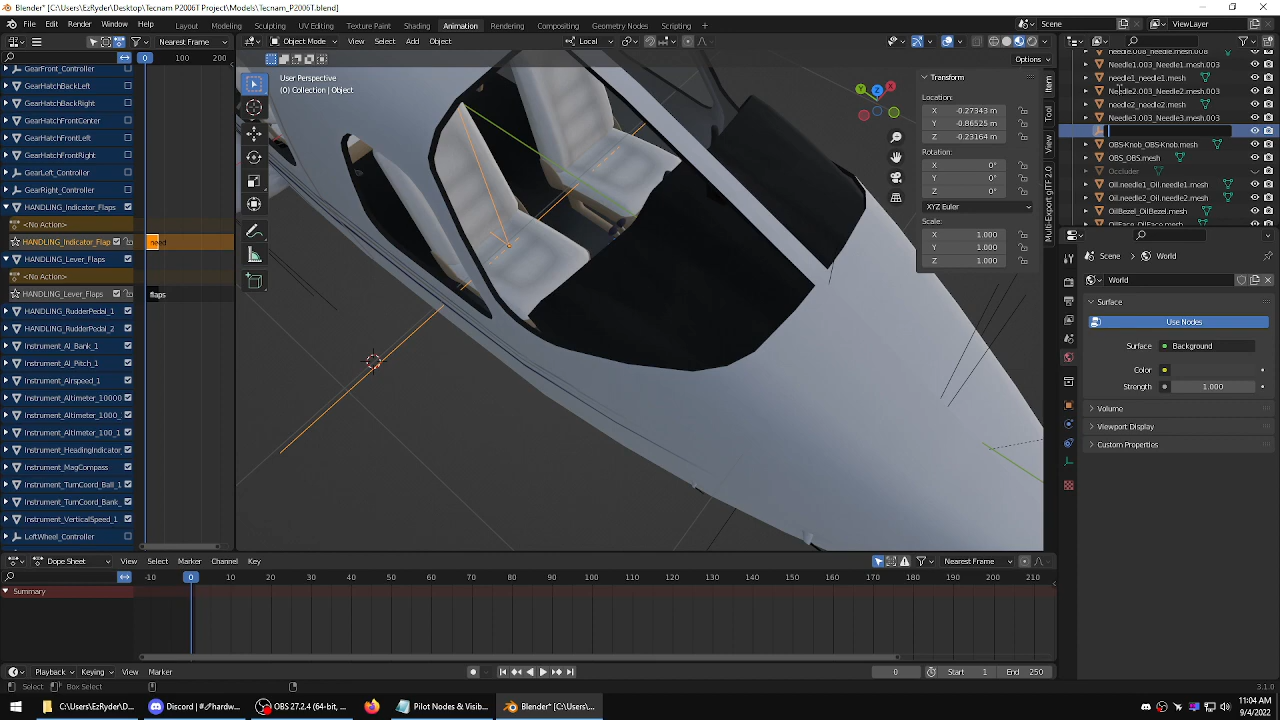 Blender* [C:\Users\EzRyder\Desktop\Tecnam P2006T Project\Models\Tecnam_P2006T.blend]
File Edit Render Window Help Layout Modeling Sculpting UV Editing Texture Paint Shading Animation Rendering Compositing Geometry Nodes Scripting + Scene ViewLayer
Nearest Frame Object Mode View Select Add Object Local
0 100 200
Options
User Perspective
(0) Collection | Object
GearFront_Controller
GearHatchBackLeft
GearHatchBackRight
GearHatchFrontCenter
GearHatchFrontLeft
GearHatchFrontRight
GearLeft_Controller
GearRight_Controller
HANDLING_Indicator_Flaps
<No Action>
HANDLING_Indicator_Flap
HANDLING_Lever_Flaps
<No Action>
HANDLING_Lever_Flaps flaps
HANDLING_RudderPedal_1
HANDLING_RudderPedal_2
Instrument_AI_Bank_1
Instrument_AI_Pitch_1
Instrument_Airspeed_1
Instrument_Altimeter_10000
Instrument_Altimeter_1000_
Instrument_Altimeter_100_1
Instrument_HeadingIndicator
Instrument_MagCompass
Instrument_TurnCoord_Ball_1
Instrument_TurnCoord_Bank_
Instrument_VerticalSpeed_1
LeftWheel_Controller
Y Z X
Transform
Location:
X -0.27343 m
Y -0.86525 m
Z -0.23164 m
Rotation:
X 0°
Y 0°
Z 0°
XYZ Euler
Scale:
X 1.000
Y 1.000
Z 1.000
Item
Tool
View
Multi-Export glTF 2.0
needle.008_Needle.mesh
Needle.003_Needle1.mesh.003
needle1_needle1.mesh
Needle.003_Needle2.mesh.003
needle2_needle2.mesh
Needle.003_Needle3.mesh.003
OBS-Knob_OBS-Knob.mesh
OBS_OBS.mesh
Occluder
Oil.needle1_Oil.needle1.mesh
Oil.needle2_Oil.needle2.mesh
OilBezel_OilBezel.mesh
OilFace_OilFace.mesh
Scene > World
World
Surface
Use Nodes
Surface: Background
Color
Strength 1.000
Volume
Viewport Display
Custom Properties
Dope Sheet View Select Marker Channel Key Nearest Frame
-10 0 10 20 30 40 50 60 70 80 90 100 110 120 130 140 150 160 170 180 190 200 210
Summary
Playback Keying View Marker 0 Start 1 End 250
Select Box Select 3.1.0
C:\Users\EzRyder\D... Discord | #✐hardw... OBS 27.2.4 (64-bit, ... Pilot Nodes & Visib... Blender* [C:\Users\...
11:04 AM
9/4/2022